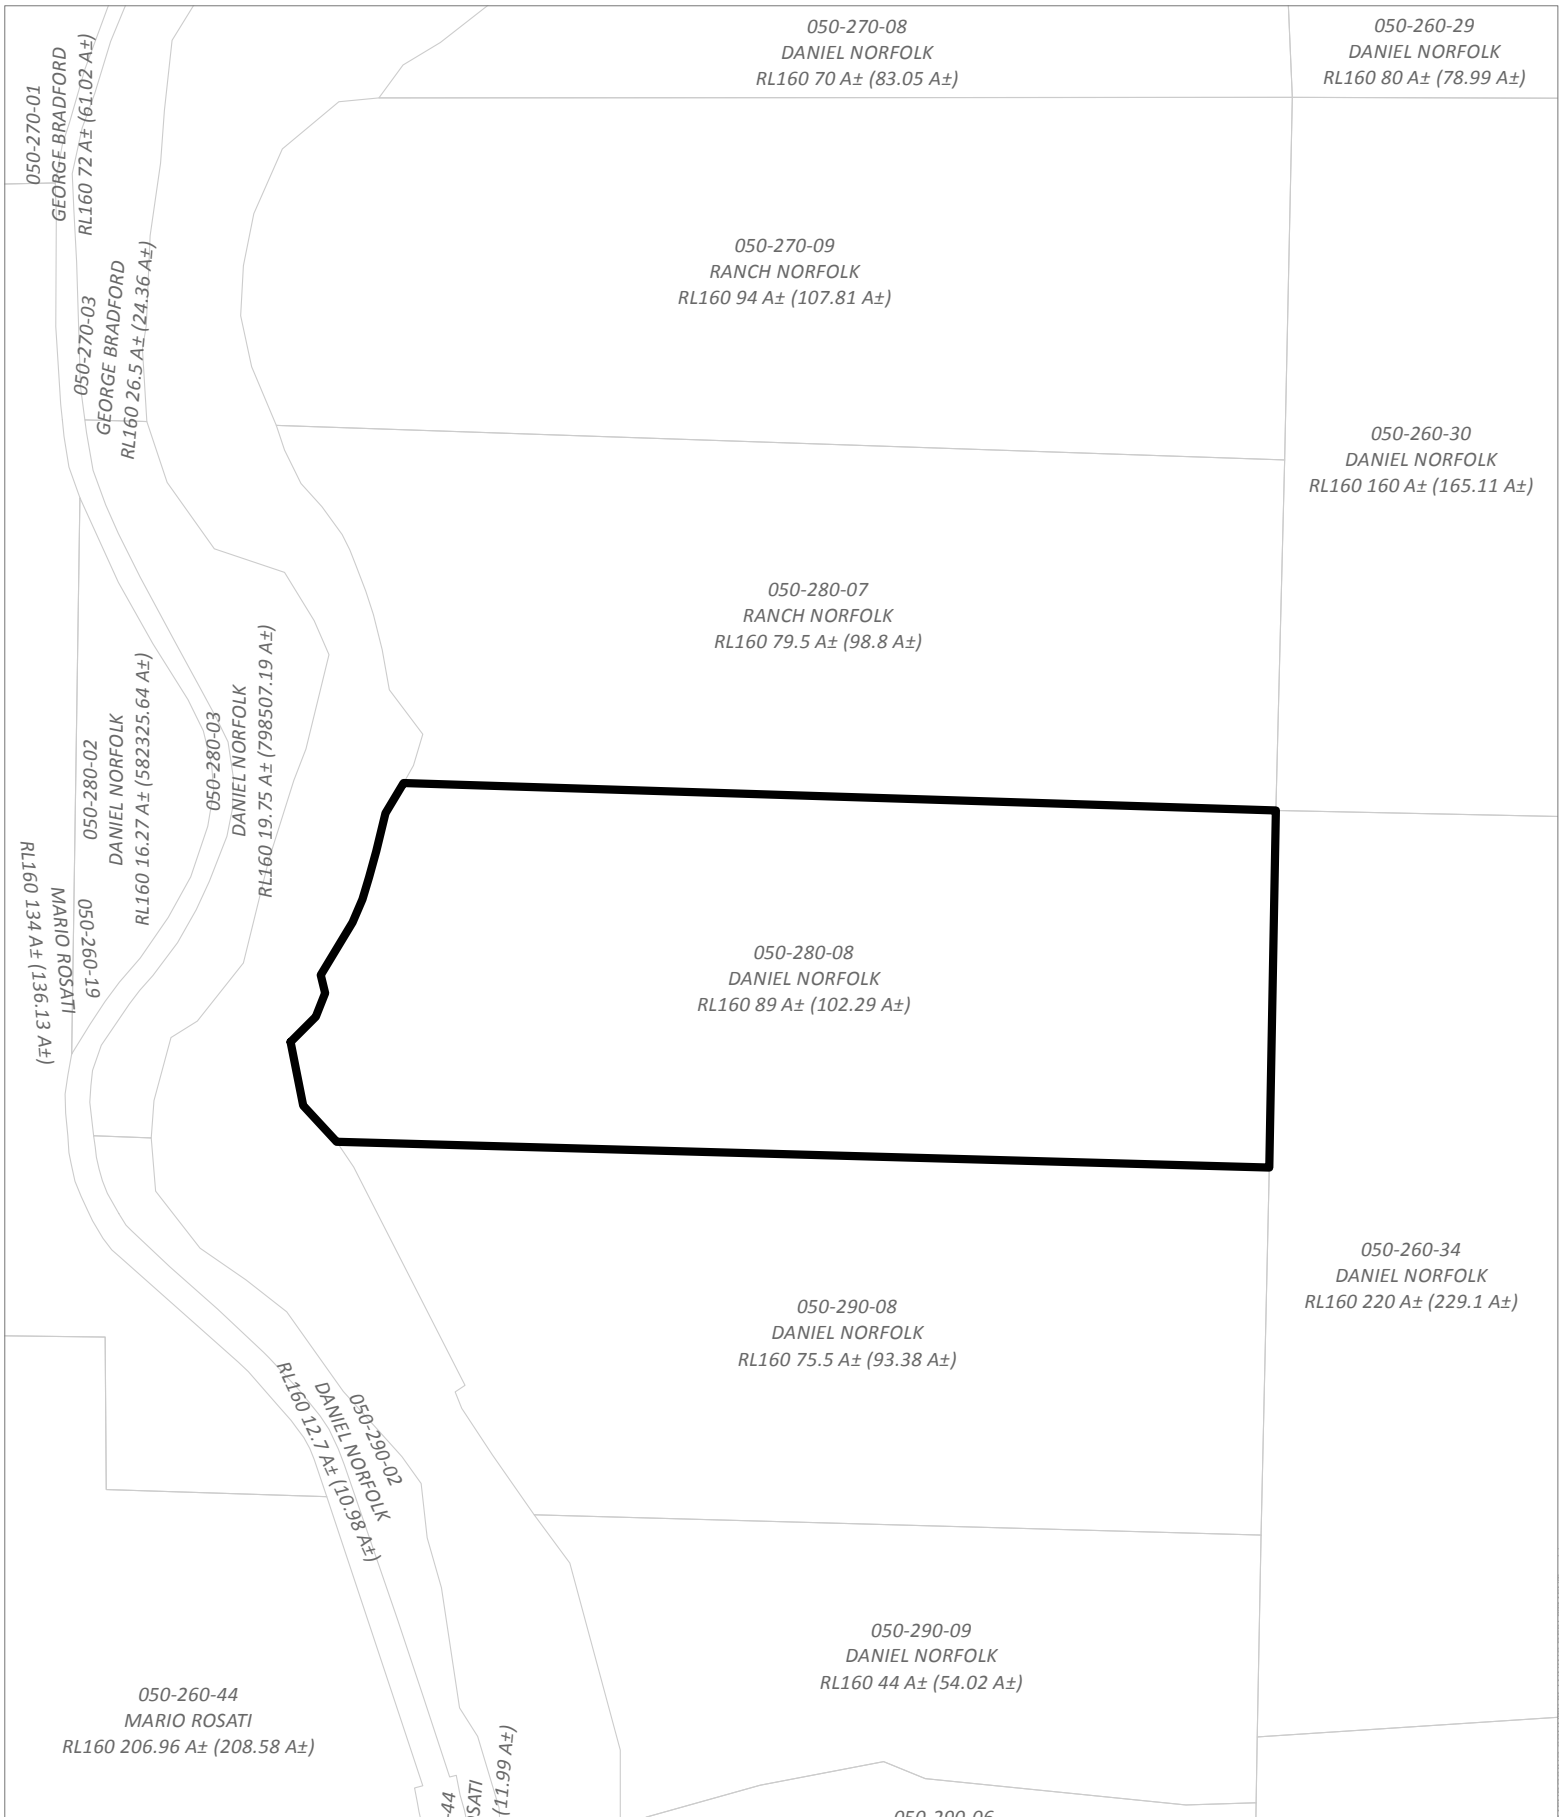 050-270-08
DANIEL NORFOLK
RL160 70 A± (83.05 A±)
050-260-29
DANIEL NORFOLK
RL160 80 A± (78.99 A±)
050-270-01
GEORGE BRADFORD
RL160 72 A± (61.02 A±)
050-270-09
RANCH NORFOLK
RL160 94 A± (107.81 A±)
050-270-03
GEORGE BRADFORD
RL160 26.5 A± (24.36 A±)
050-260-30
DANIEL NORFOLK
RL160 160 A± (165.11 A±)
050-280-07
RANCH NORFOLK
RL160 79.5 A± (98.8 A±)
050-280-02
DANIEL NORFOLK
RL160 16.27 A± (582325.64 A±)
050-280-03
DANIEL NORFOLK
RL160 19.75 A± (798507.19 A±)
050-260-19
MARIO ROSATI
RL160 134 A± (136.13 A±)
050-280-08
DANIEL NORFOLK
RL160 89 A± (102.29 A±)
050-260-34
DANIEL NORFOLK
RL160 220 A± (229.1 A±)
050-290-08
DANIEL NORFOLK
RL160 75.5 A± (93.38 A±)
050-290-02
DANIEL NORFOLK
RL160 12.7 A± (10.98 A±)
050-290-09
DANIEL NORFOLK
RL160 44 A± (54.02 A±)
050-260-44
MARIO ROSATI
RL160 206.96 A± (208.58 A±)
-44
SATI
(11.99 A±)
050-290-06